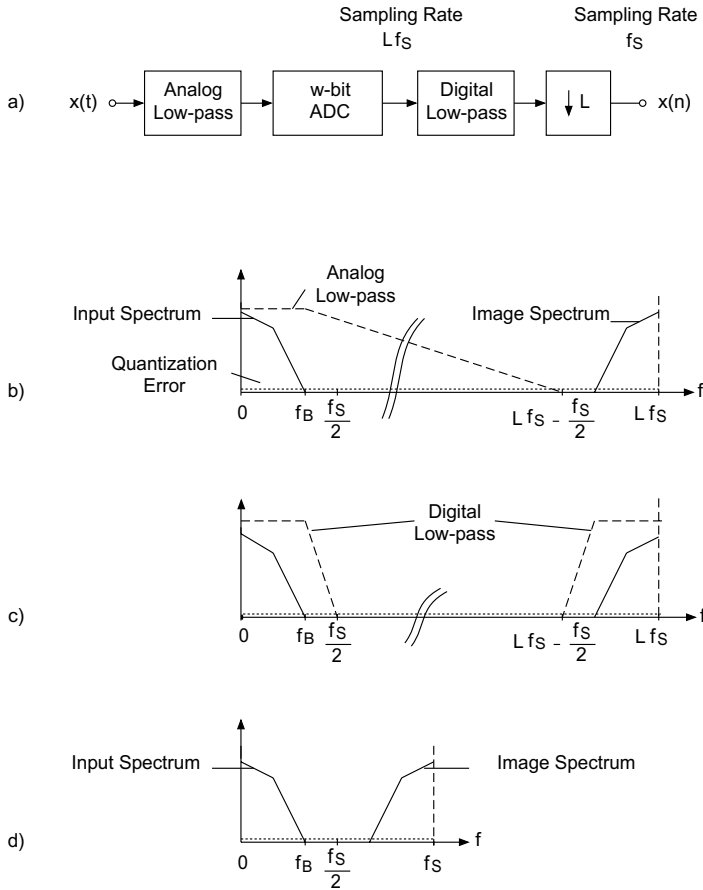 Sampling Rate Sampling Rate
L fS fS
a) x(t) Analog Low-pass w-bit ADC Digital Low-pass ↓ L x(n)
Analog
Low-pass
Input Spectrum Image Spectrum
Quantization
Error
b)
0 fB fS/2 L fS - fS/2 L fS f
Digital
Low-pass
c)
0 fB fS/2 L fS - fS/2 L fS f
Input Spectrum Image Spectrum
d)
0 fB fS/2 fS f